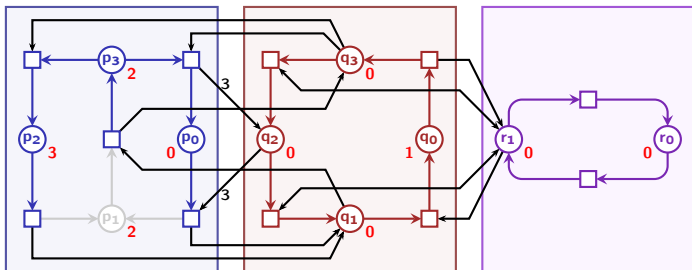 p₃ 2 q₃ 0
3
p₂ 3 p₀ 0 q₂ 0 q₀ 1 r₁ 0 r₀ 0
3
p₁ 2 q₁ 0